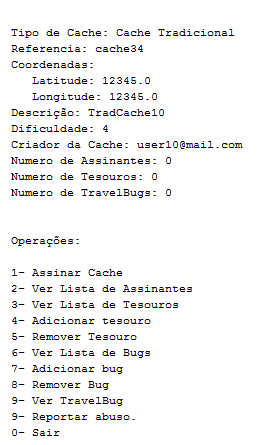 Tipo de Cache: Cache Tradicional
Referencia: cache34
Coordenadas:
Latitude: 12345.0
Longitude: 12345.0
Descrição: TradCache10
Dificuldade: 4
Criador da Cache: user10@mail.com
Numero de Assinantes: 0
Numero de Tesouros: 0
Numero de TravelBugs: 0
Operações:
1- Assinar Cache
2- Ver Lista de Assinantes
3- Ver Lista de Tesouros
4- Adicionar tesouro
5- Remover Tesouro
6- Ver Lista de Bugs
7- Adicionar bug
8- Remover Bug
9- Ver TravelBug
9- Reportar abuso.
0- Sair